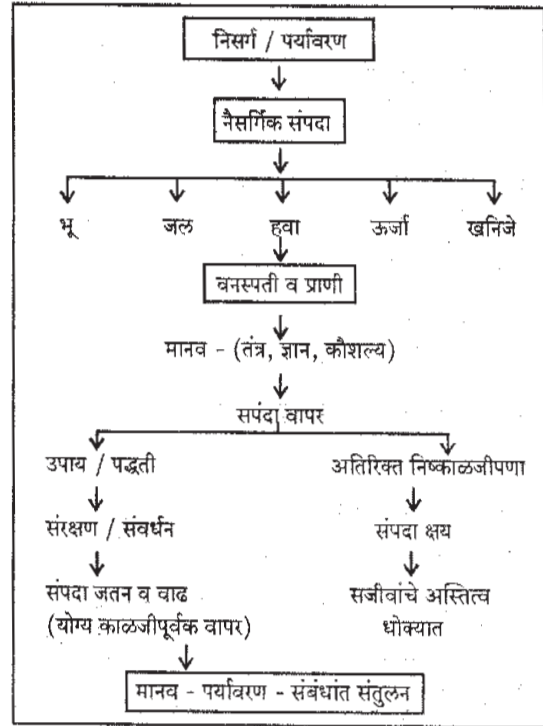 निसर्ग / पर्यावरण
नैसर्गिक संपदा
भू जल हवा ऊर्जा खनिजे
वनस्पती व प्राणी
मानव - (तंत्र, ज्ञान, कौशल्य)
सपंदा वापर
उपाय / पद्धती अतिरिक्त निष्काळजीपणा
संरक्षण / संवर्धन संपदा क्षय
संपदा जतन व वाढ सजीवांचे अस्तित्व
(योग्य काळजीपूर्वक वापर) धोक्यात
मानव - पर्यावरण - संबंधांत संतुलन